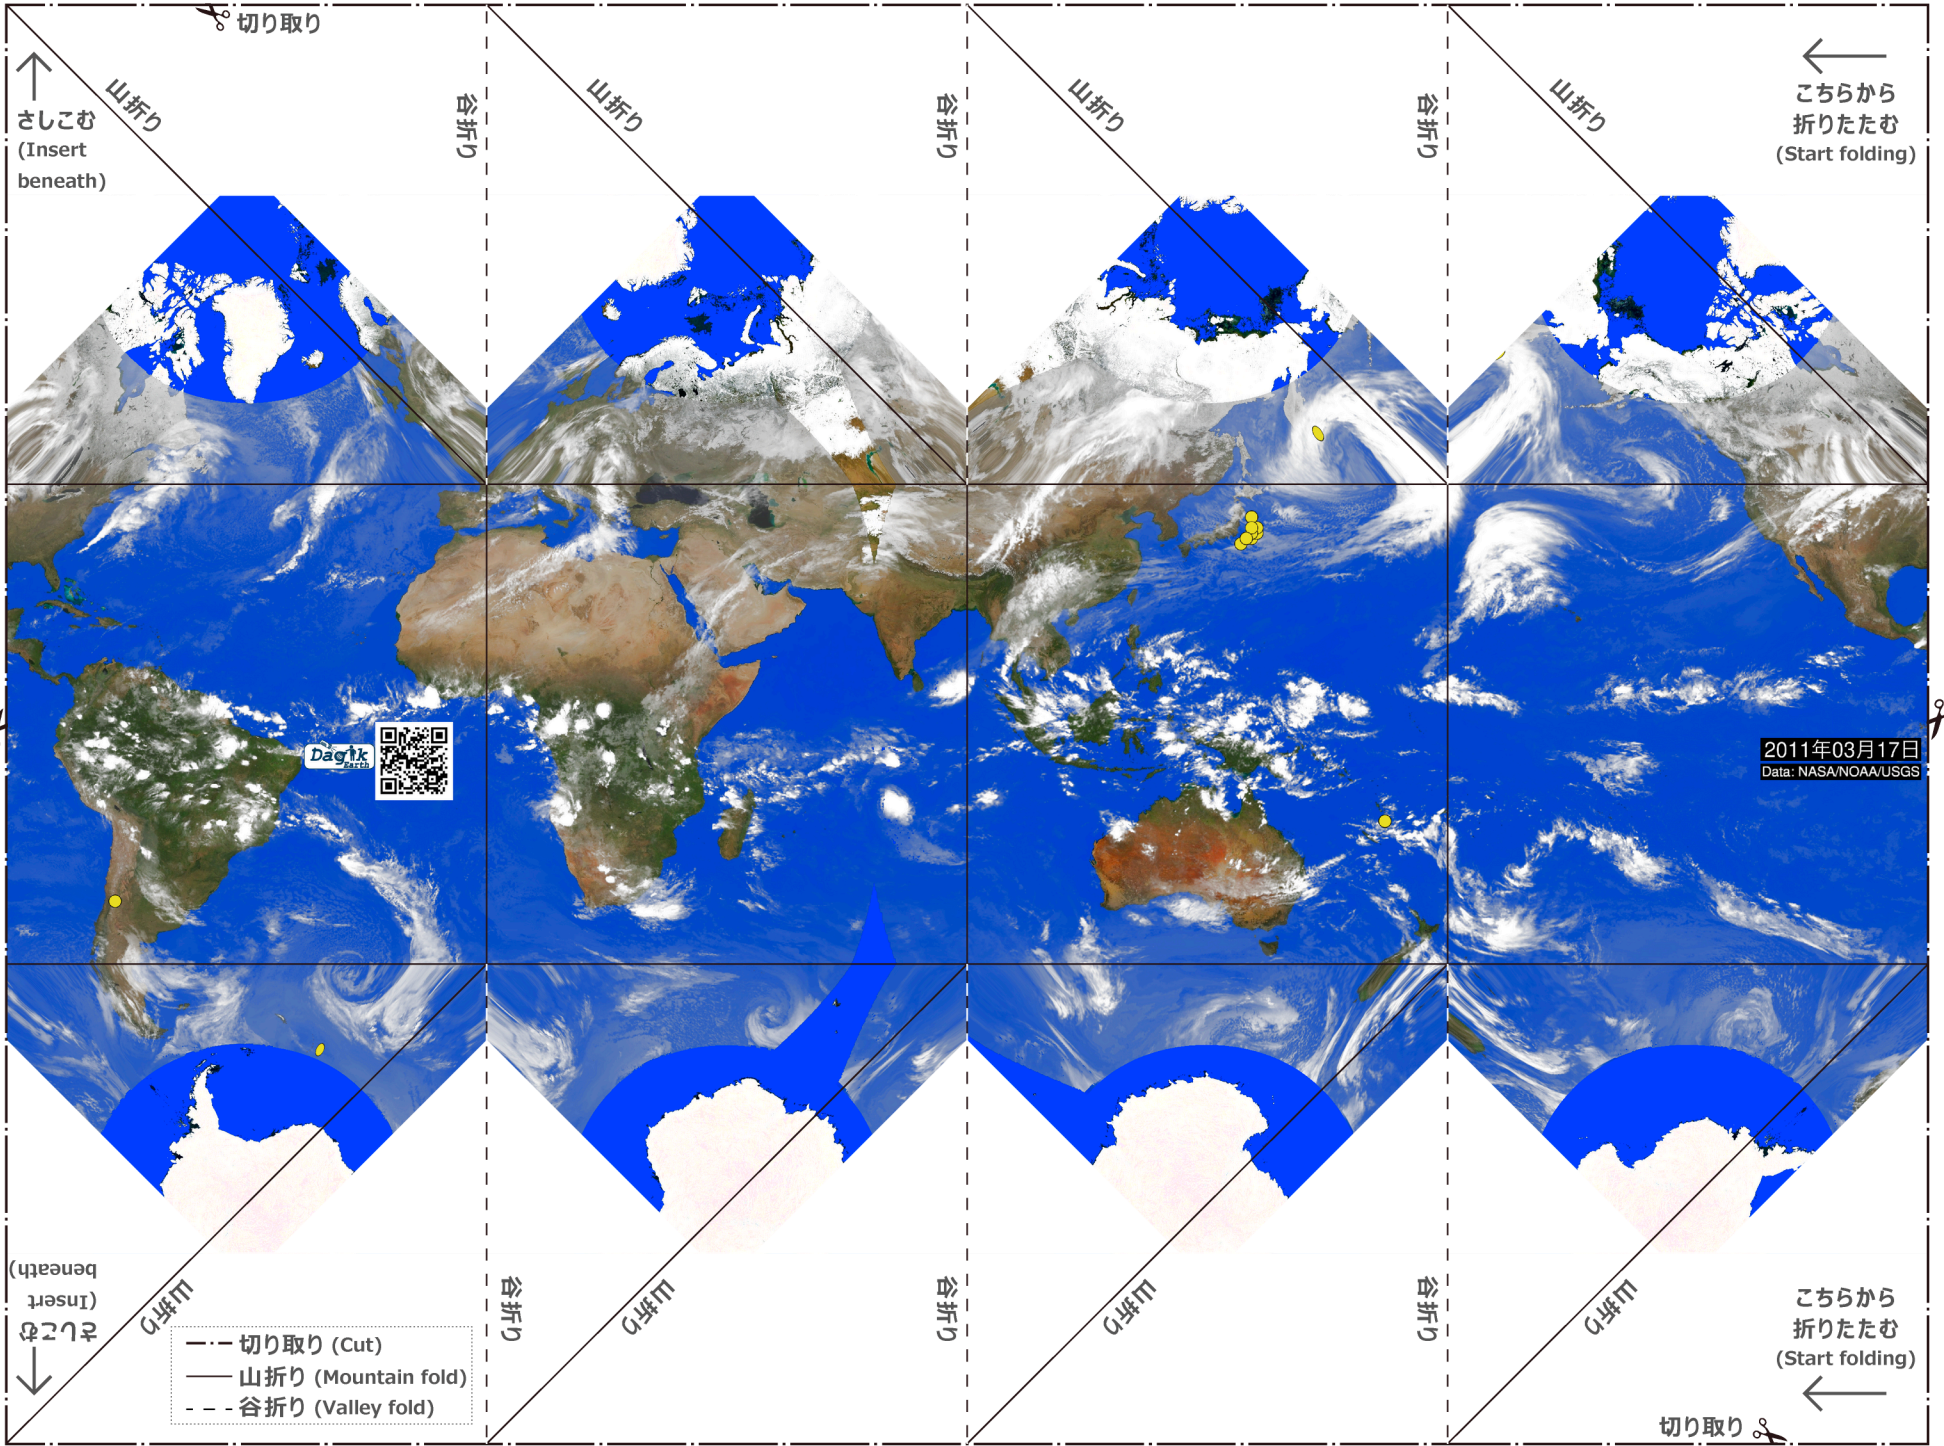 切り取り
山折り
谷折り
山折り
谷折り
山折り
谷折り
山折り
さしこむ
(Insert
beneath)
こちらから
折りたたむ
(Start folding)
Dagik
Earth
2011年03月17日
Data: NASA/NOAA/USGS
さしこむ
(Insert
beneath)
山折り
谷折り
山折り
谷折り
山折り
谷折り
山折り
こちらから
折りたたむ
(Start folding)
切り取り (Cut)
山折り (Mountain fold)
谷折り (Valley fold)
切り取り